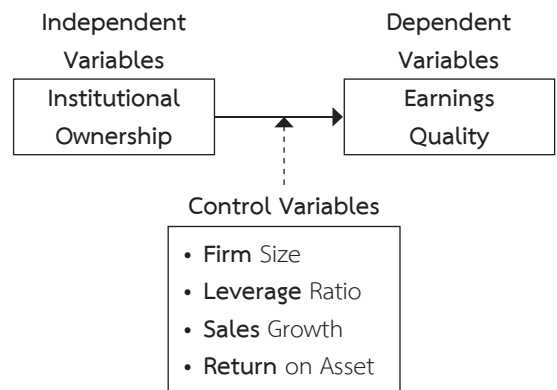 Independent
Variables
Institutional
Ownership
Dependent
Variables
Earnings
Quality
Control Variables
• Firm Size
• Leverage Ratio
• Sales Growth
• Return on Asset